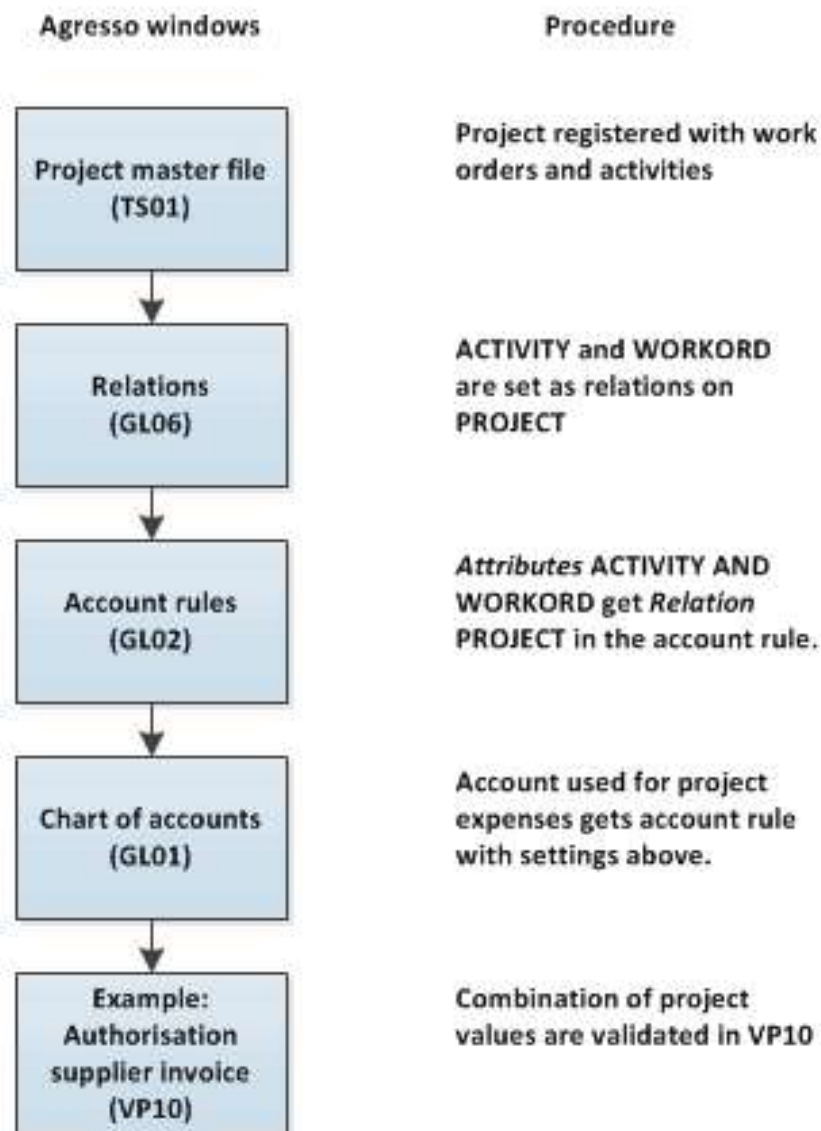 Agresso windows
Procedure
Project master file
(TS01)
Project registered with work
orders and activities
Relations
(GL06)
ACTIVITY and WORKORD
are set as relations on
PROJECT
Account rules
(GL02)
Attributes ACTIVITY AND
WORKORD get Relation
PROJECT in the account rule.
Chart of accounts
(GL01)
Account used for project
expenses gets account rule
with settings above.
Example:
Authorisation
supplier invoice
(VP10)
Combination of project
values are validated in VP10